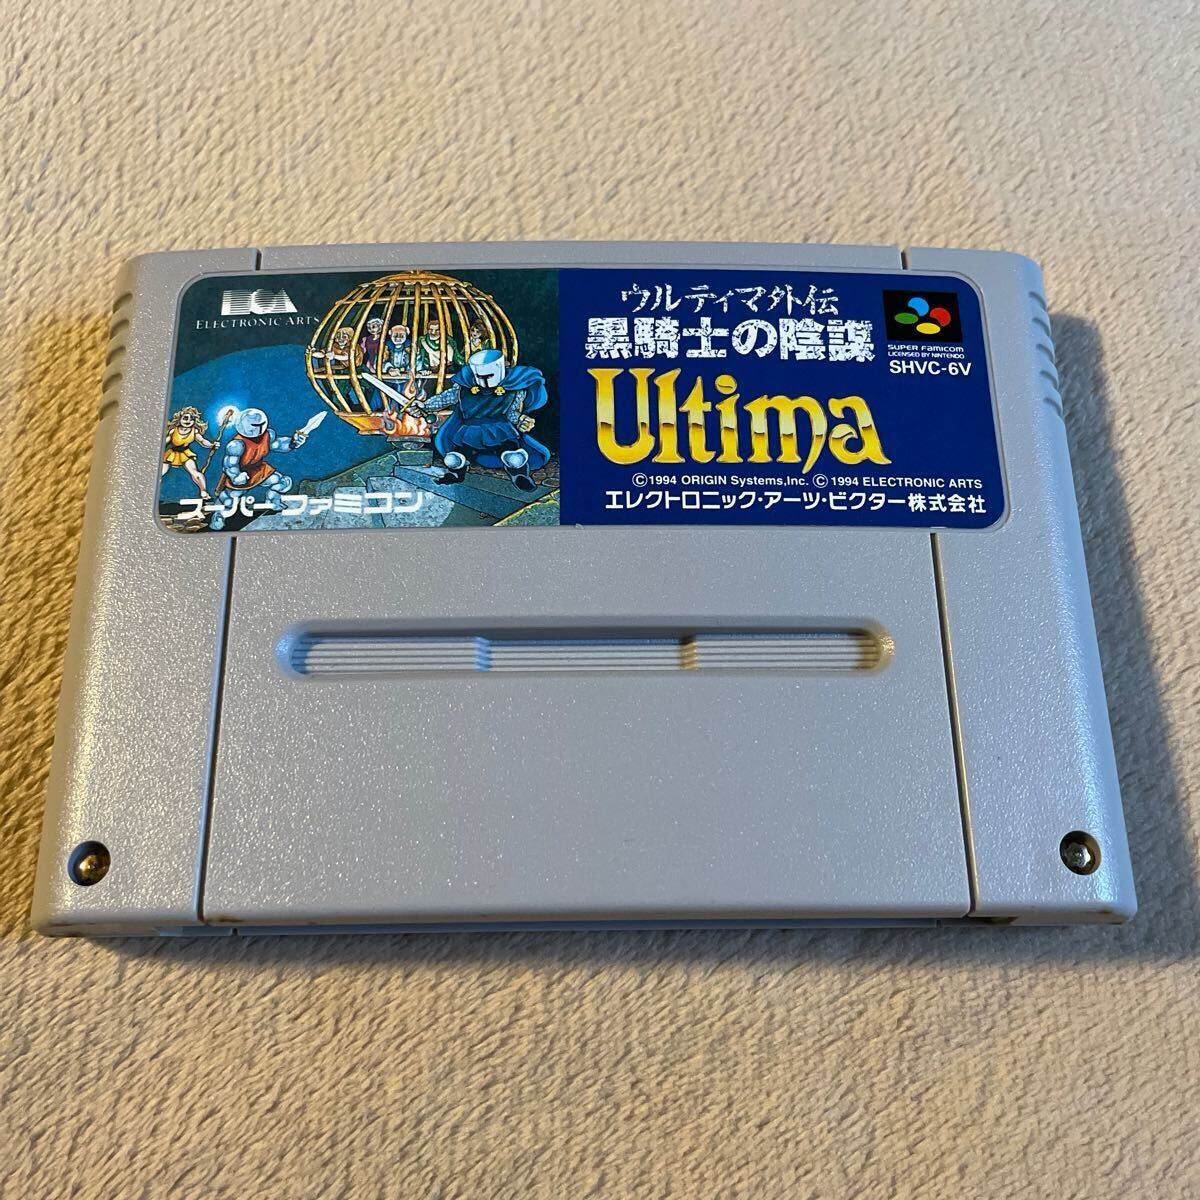 ELECTRONIC ARTS
スーパーファミコン
ウルティマ外伝
黒騎士の陰謀
Ultima
SUPER FAMICOM
LICENSED BY NINTENDO
SHVC-6V
©1994 ORIGIN Systems,Inc. ©1994 ELECTRONIC ARTS
エレクトロニック・アーツ・ビクター株式会社